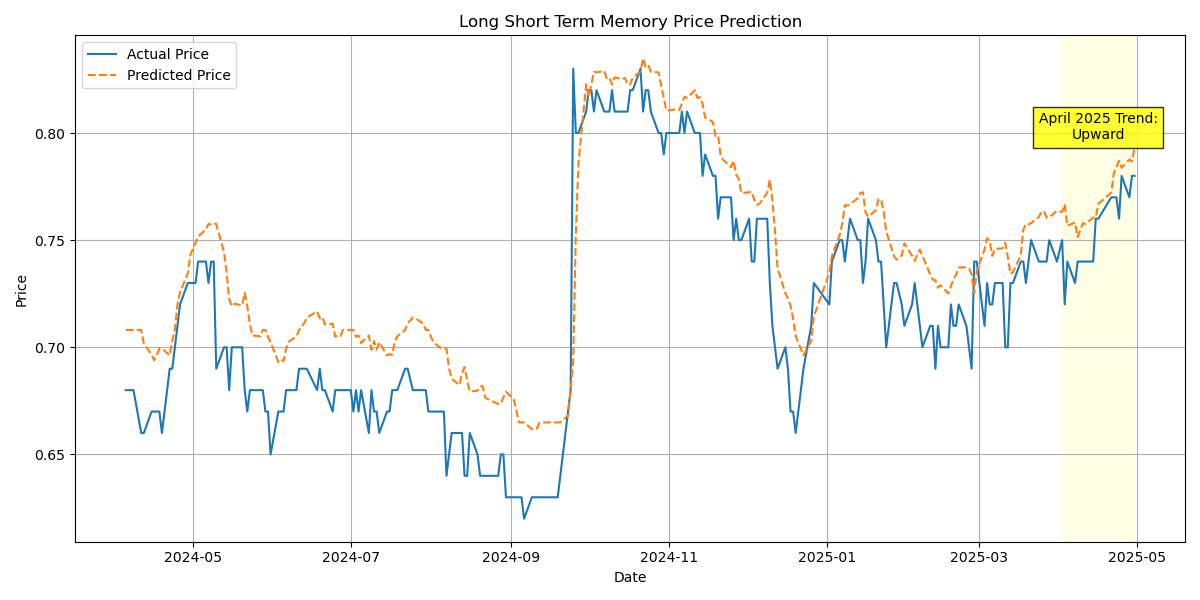 Long Short Term Memory Price Prediction
Actual Price
Predicted Price
April 2025 Trend:
Upward
Price
0.80
0.75
0.70
0.65
2024-05
2024-07
2024-09
2024-11
2025-01
2025-03
2025-05
Date